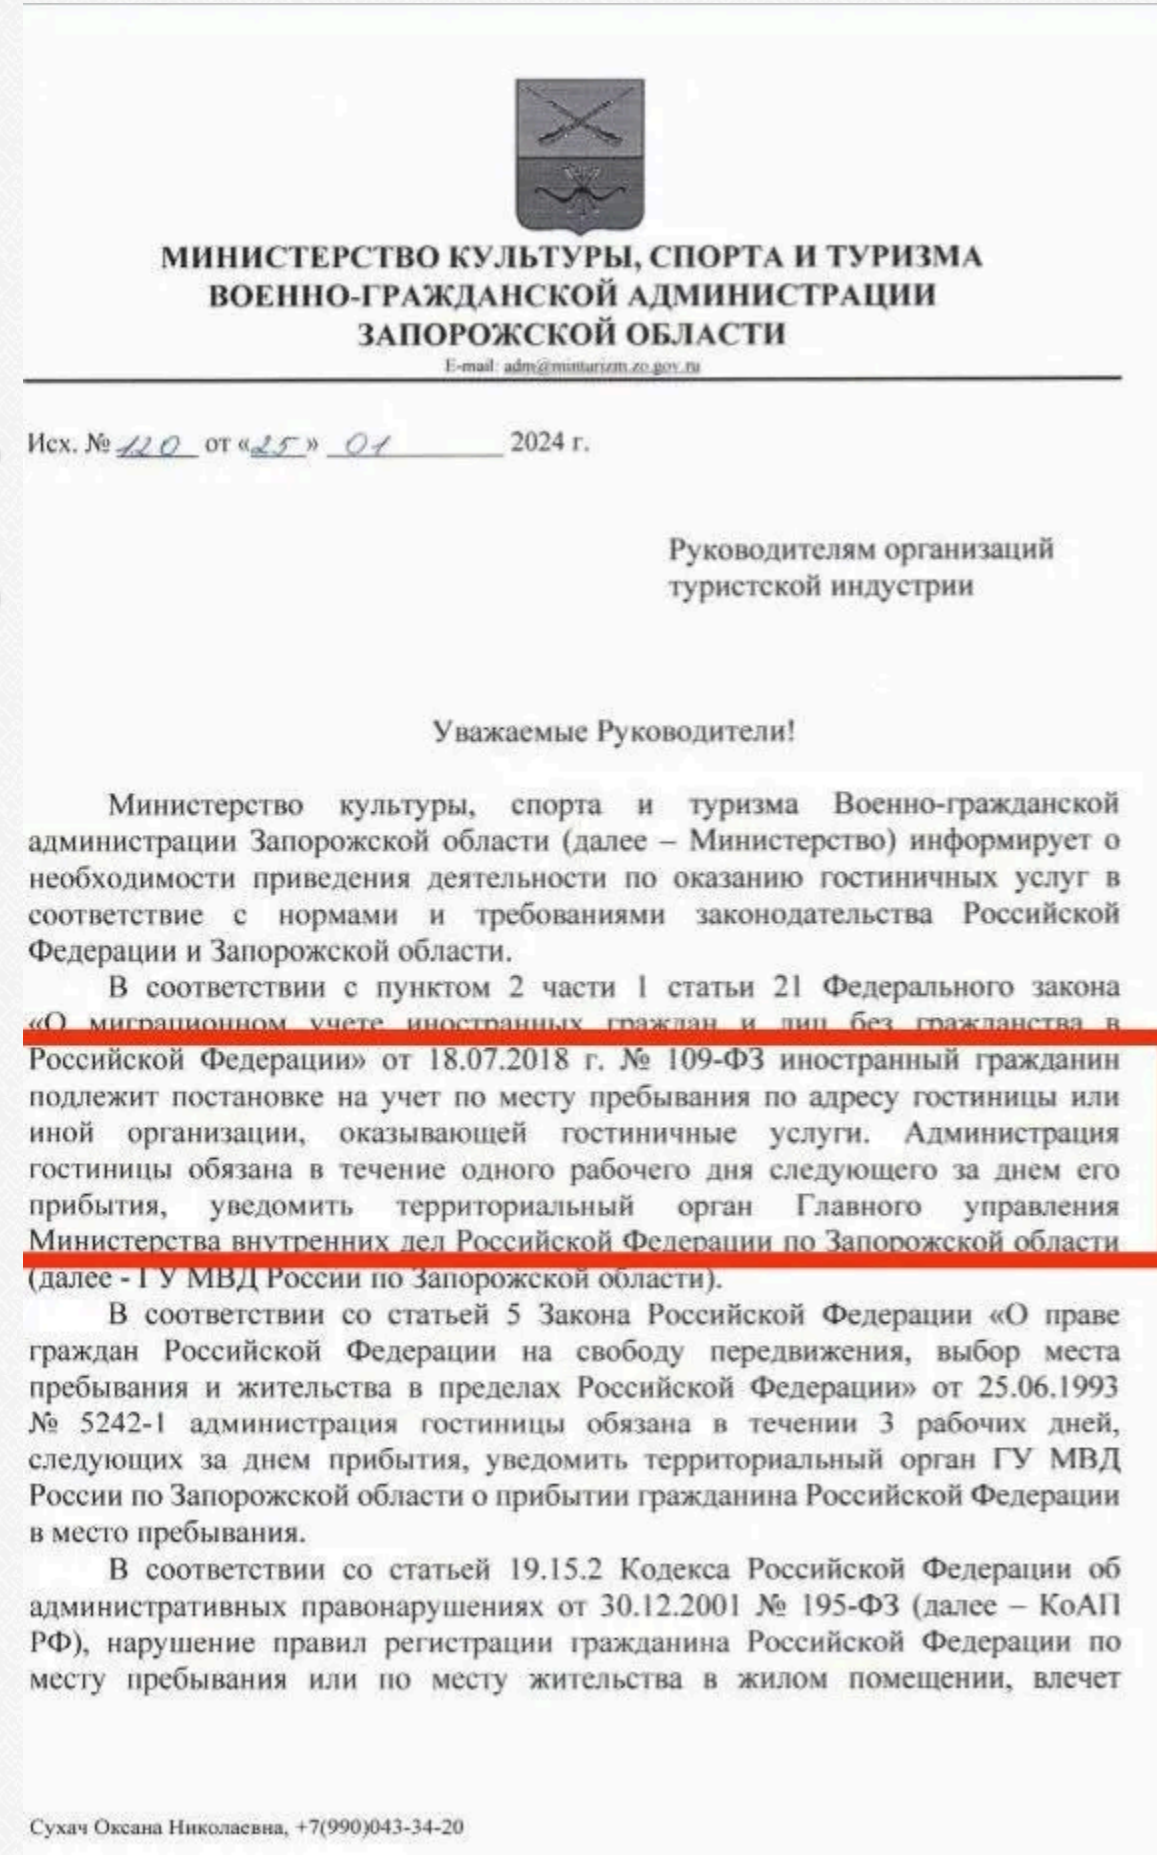 МИНИСТЕРСТВО КУЛЬТУРЫ, СПОРТА И ТУРИЗМА
ВОЕННО-ГРАЖДАНСКОЙ АДМИНИСТРАЦИИ
ЗАПОРОЖСКОЙ ОБЛАСТИ
E-mail: adm@minturizm.zo.gov.ru
Исх. № 120 от «25» 01 2024 г.
Руководителям организаций
туристской индустрии
Уважаемые Руководители!
Министерство культуры, спорта и туризма Военно-гражданской
администрации Запорожской области (далее – Министерство) информирует о
необходимости приведения деятельности по оказанию гостиничных услуг в
соответствие с нормами и требованиями законодательства Российской
Федерации и Запорожской области.
В соответствии с пунктом 2 части 1 статьи 21 Федерального закона
«О миграционном учете иностранных граждан и лиц без гражданства в
Российской Федерации» от 18.07.2018 г. № 109-ФЗ иностранный гражданин
подлежит постановке на учет по месту пребывания по адресу гостиницы или
иной организации, оказывающей гостиничные услуги. Администрация
гостиницы обязана в течение одного рабочего дня следующего за днем его
прибытия, уведомить территориальный орган Главного управления
Министерства внутренних дел Российской Федерации по Запорожской области
(далее - ГУ МВД России по Запорожской области).
В соответствии со статьей 5 Закона Российской Федерации «О праве
граждан Российской Федерации на свободу передвижения, выбор места
пребывания и жительства в пределах Российской Федерации» от 25.06.1993
№ 5242-1 администрация гостиницы обязана в течении 3 рабочих дней,
следующих за днем прибытия, уведомить территориальный орган ГУ МВД
России по Запорожской области о прибытии гражданина Российской Федерации
в место пребывания.
В соответствии со статьей 19.15.2 Кодекса Российской Федерации об
административных правонарушениях от 30.12.2001 № 195-ФЗ (далее – КоАП
РФ), нарушение правил регистрации гражданина Российской Федерации по
месту пребывания или по месту жительства в жилом помещении, влечет
Сухач Оксана Николаевна, +7(990)043-34-20